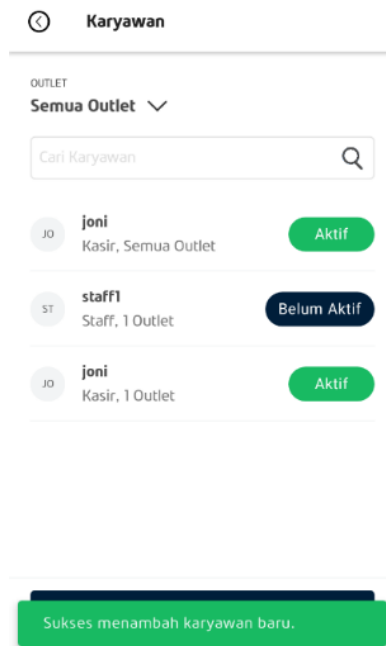 Karyawan
OUTLET
Semua Outlet
Cari Karyawan
JO
joni
Kasir, Semua Outlet
Aktif
ST
staff1
Staff, 1 Outlet
Belum Aktif
JO
joni
Kasir, 1 Outlet
Aktif
Sukses menambah karyawan baru.